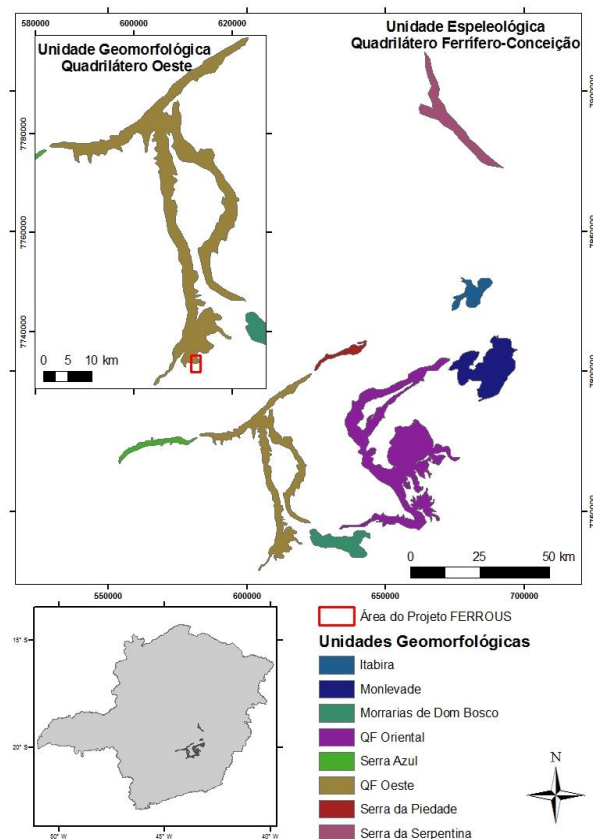 580000 600000 620000
Unidade Geomorfológica
Quadrilátero Oeste
Unidade Espeleológica
Quadrilátero Ferrífero-Conceição
7780000
7760000
7740000
0 5 10 km
7850000
7800000
0 25 50 km
550000 600000 650000 700000
15° S
20° S
50° W 45° W 40° W
Área do Projeto FERROUS
Unidades Geomorfológicas
Itabira
Monlevade
Morrarias de Dom Bosco
QF Oriental
Serra Azul
QF Oeste
Serra da Piedade
Serra da Serpentina
N